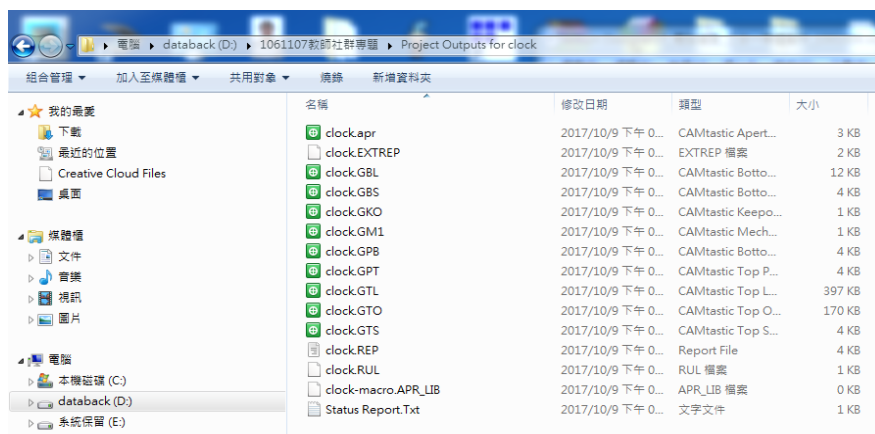 電腦 databack (D:) 1061107教師社群專題 Project Outputs for clock
組合管理 加入至媒體櫃 共用對象 燒錄 新增資料夾
我的最愛
下載
最近的位置
Creative Cloud Files
桌面
媒體櫃
文件
音樂
視訊
圖片
電腦
本機磁碟 (C:)
databack (D:)
系統保留 (E:)
名稱 修改日期 類型 大小
clock.apr 2017/10/9 下午 0... CAMtastic Apert... 3 KB
clock.EXTREP 2017/10/9 下午 0... EXTREP 檔案 2 KB
clock.GBL 2017/10/9 下午 0... CAMtastic Botto... 12 KB
clock.GBS 2017/10/9 下午 0... CAMtastic Botto... 4 KB
clock.GKO 2017/10/9 下午 0... CAMtastic Keepo... 1 KB
clock.GM1 2017/10/9 下午 0... CAMtastic Mech... 1 KB
clock.GPB 2017/10/9 下午 0... CAMtastic Botto... 4 KB
clock.GPT 2017/10/9 下午 0... CAMtastic Top P... 4 KB
clock.GTL 2017/10/9 下午 0... CAMtastic Top L... 397 KB
clock.GTO 2017/10/9 下午 0... CAMtastic Top O... 170 KB
clock.GTS 2017/10/9 下午 0... CAMtastic Top S... 4 KB
clock.REP 2017/10/9 下午 0... Report File 4 KB
clock.RUL 2017/10/9 下午 0... RUL 檔案 1 KB
clock-macro.APR_LIB 2017/10/9 下午 0... APR_LIB 檔案 0 KB
Status Report.Txt 2017/10/9 下午 0... 文字文件 1 KB